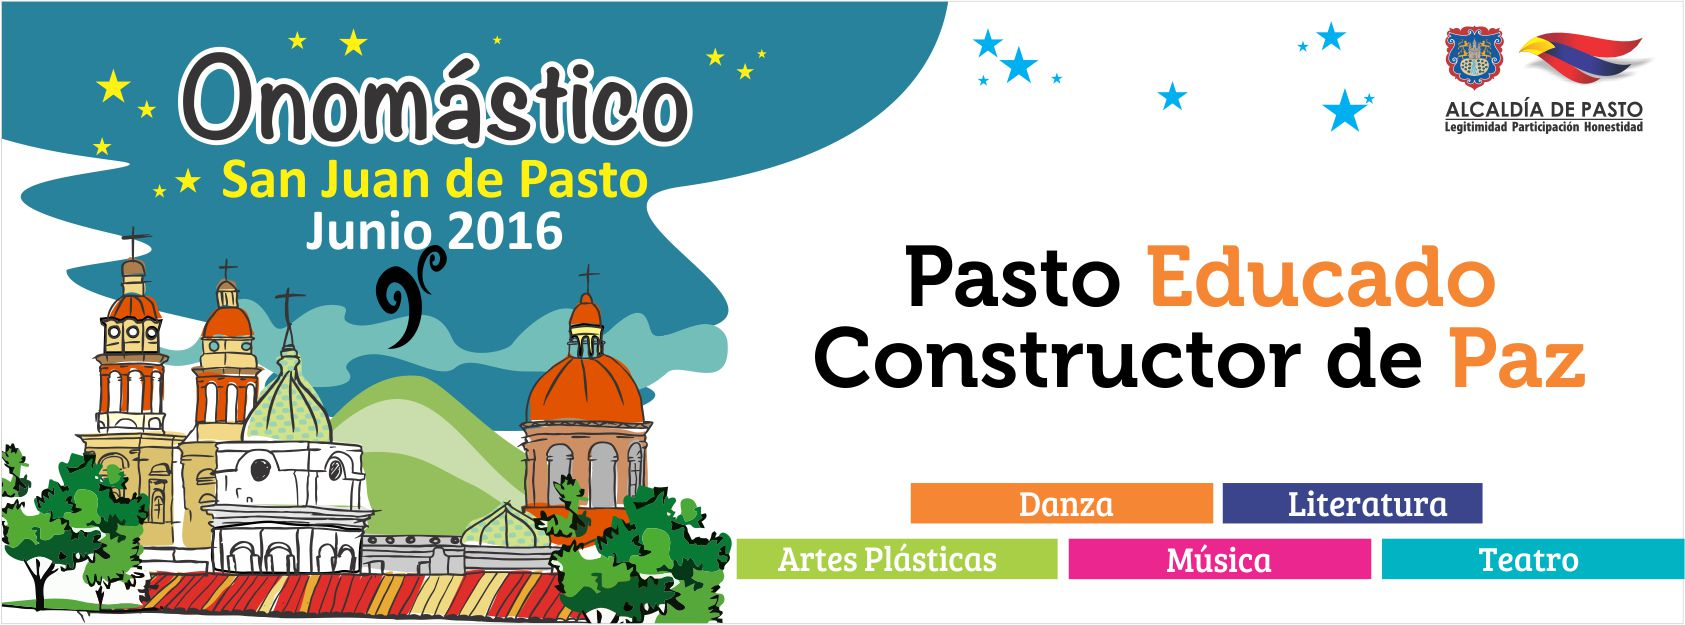 Onomástico
San Juan de Pasto
Junio 2016
ALCALDÍA DE PASTO
Legitimidad Participación Honestidad
Pasto Educado
Constructor de Paz
Danza
Literatura
Artes Plásticas
Música
Teatro